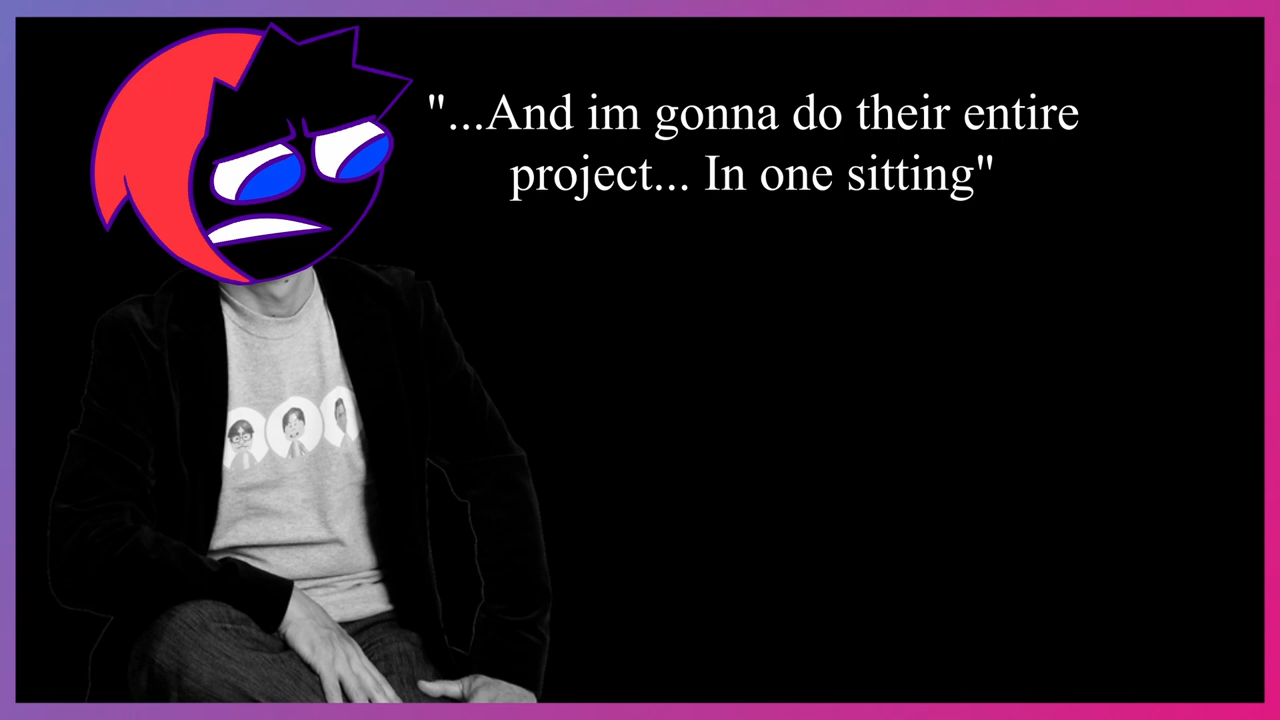 "...And im gonna do their entire
project... In one sitting"